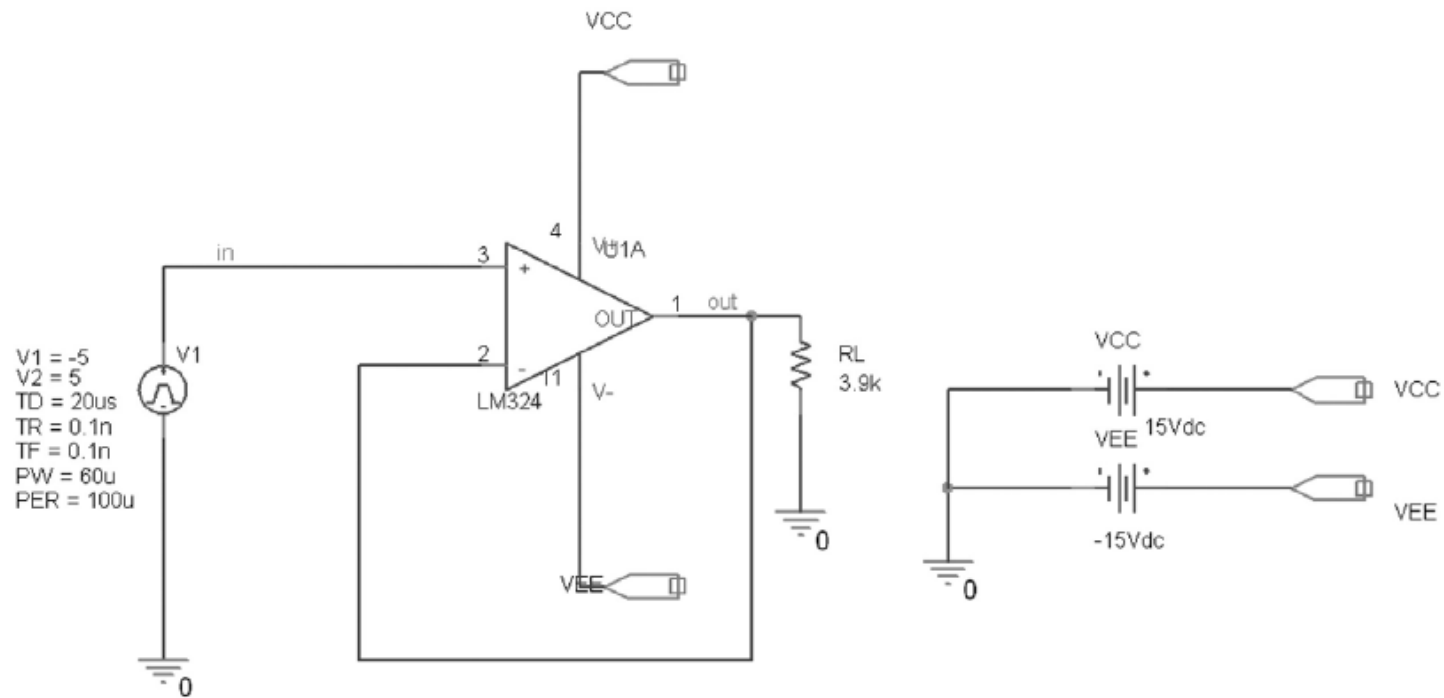 VCC
in
3
+
4
V+
U1A
OUT
1
out
2
-
11
V-
LM324
V1
V1 = -5
V2 = 5
TD = 20us
TR = 0.1n
TF = 0.1n
PW = 60u
PER = 100u
RL
3.9k
0
VEE
0
VCC
- +
15Vdc
VCC
VEE
- +
-15Vdc
VEE
0